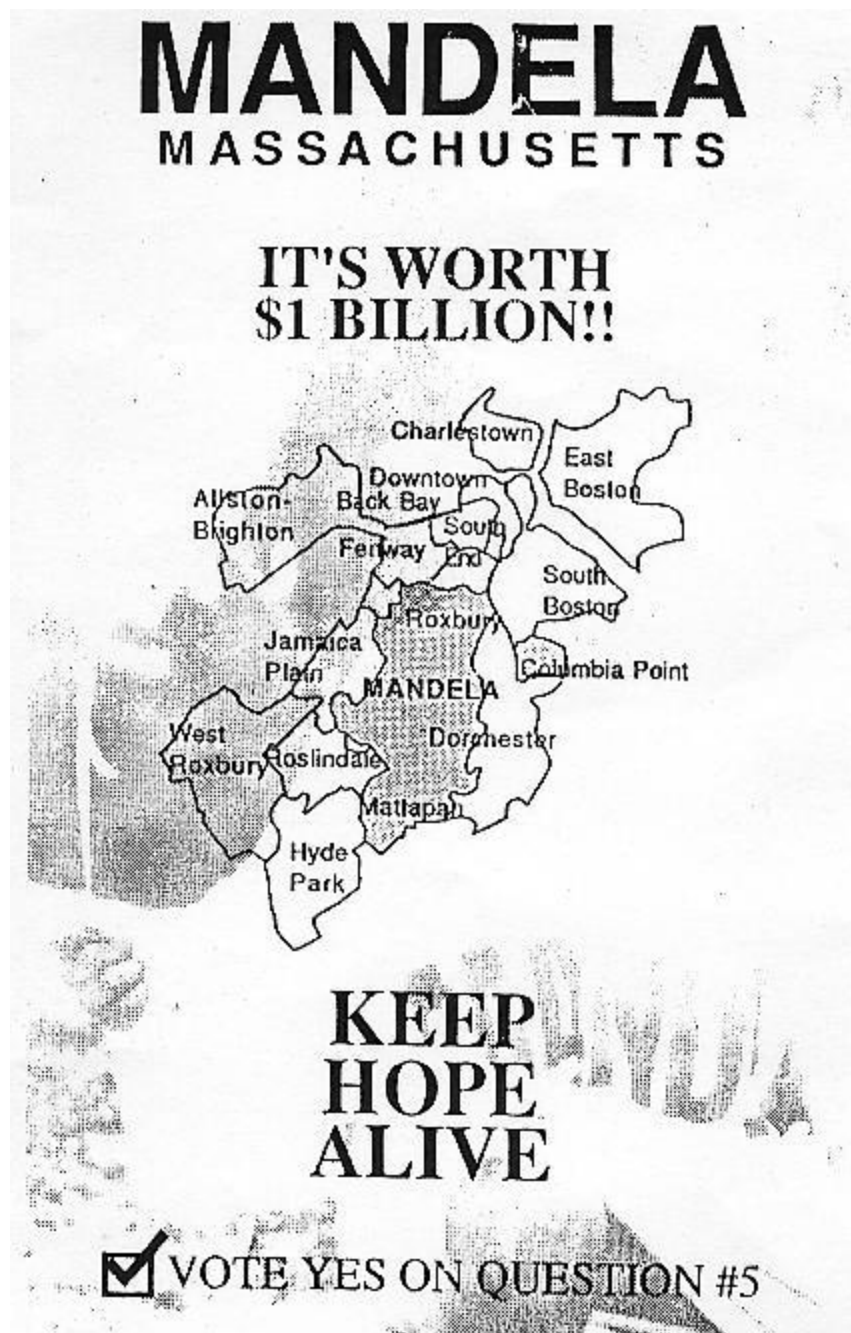 MANDELA
MASSACHUSETTS
IT'S WORTH
$1 BILLION!!
Charlestown
East
Boston
Downtown
Back Bay
Allston-
Brighton
South
End
Fenway
South
Boston
Roxbury
Jamaica
Plain
Columbia Point
MANDELA
West
Roxbury
Dorchester
Roslindale
Mattapan
Hyde
Park
KEEP
HOPE
ALIVE
VOTE YES ON QUESTION #5